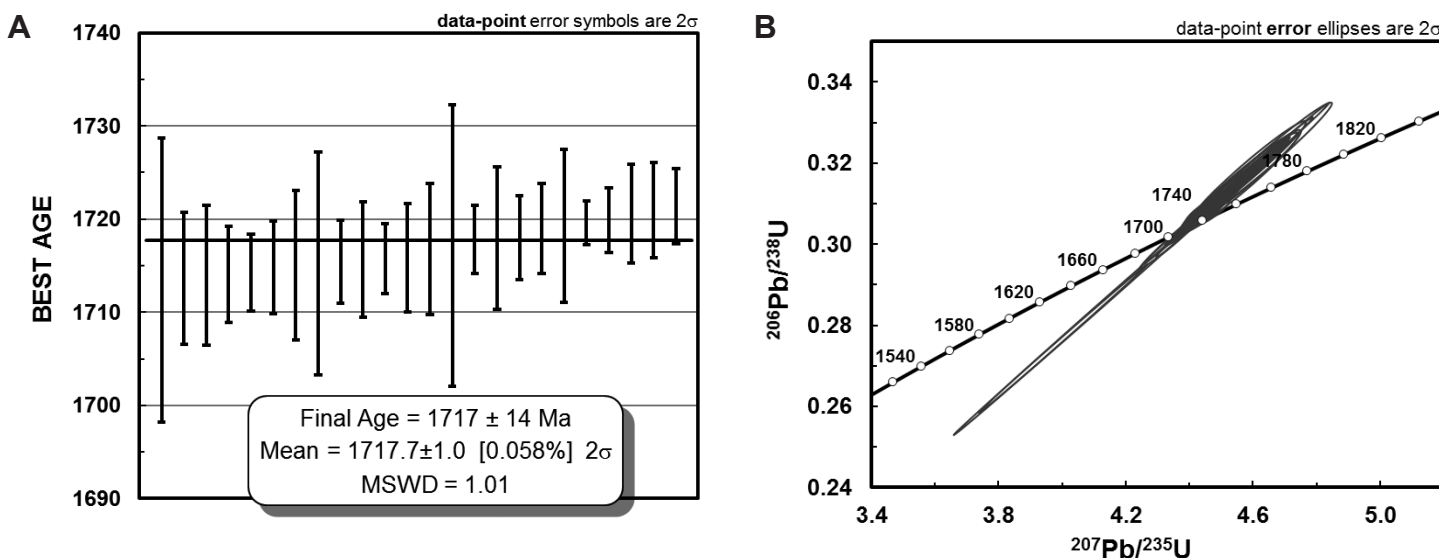 A
data-point error symbols are 2σ
BEST AGE
1740
1730
1720
1710
1700
1690
Final Age = 1717 ± 14 Ma
Mean = 1717.7±1.0 [0.058%] 2σ
MSWD = 1.01
B
data-point error ellipses are 2σ
206Pb/238U
0.34
0.32
0.30
0.28
0.26
0.24
1820
1780
1740
1700
1660
1620
1580
1540
3.4 3.8 4.2 4.6 5.0
207Pb/235U